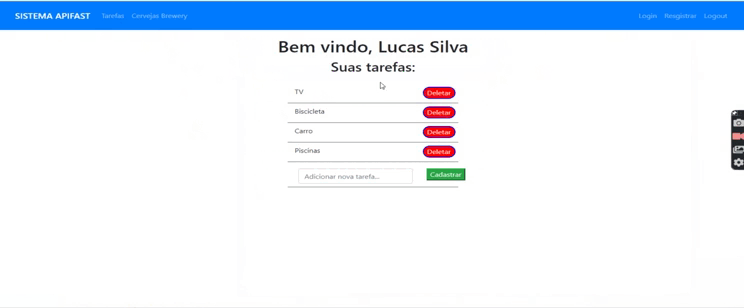 SISTEMA APIFAST Tarefas Cervejas Brewery Login Resgistrar Logout
Bem vindo, Lucas Silva
Suas tarefas:
TV Deletar
Biscicleta Deletar
Carro Deletar
Piscinas Deletar
Adicionar nova tarefa... Cadastrar